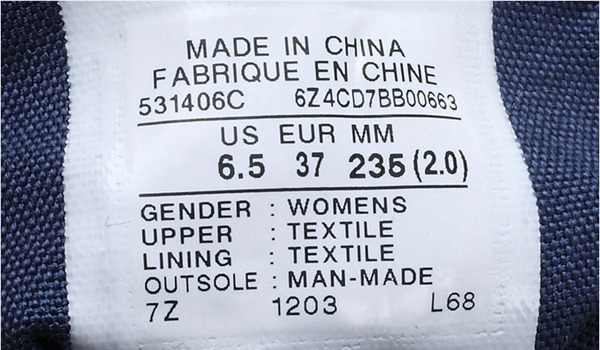 MADE IN CHINA
FABRIQUE EN CHINE
531406C 6Z4CD7BB00663
US EUR MM
6.5 37 235 (2.0)
GENDER : WOMENS
UPPER : TEXTILE
LINING : TEXTILE
OUTSOLE : MAN-MADE
7Z 1203 L68